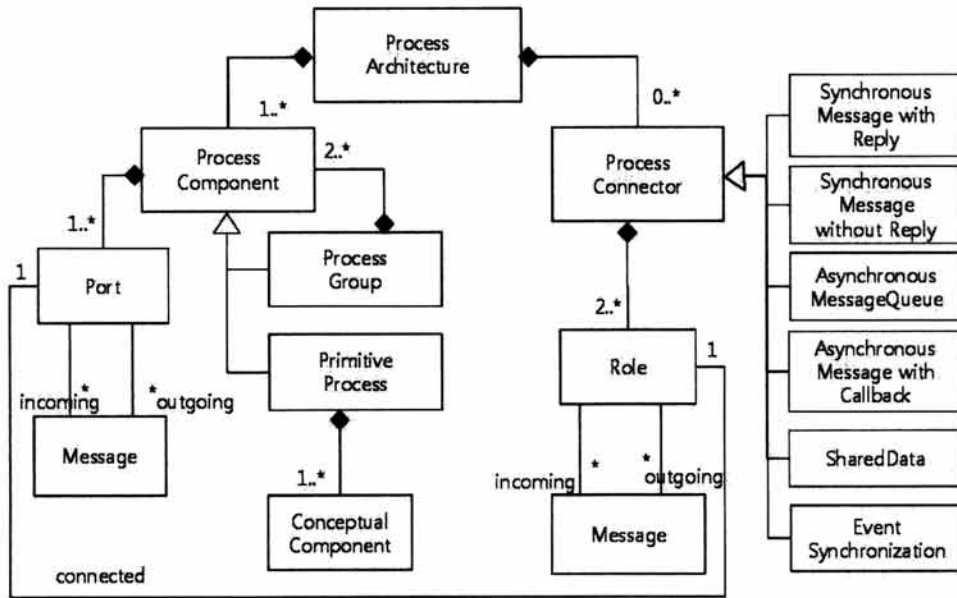 Process
Architecture
1..*
0..*
Process
Component
2..*
Process
Connector
Synchronous
Message with
Reply
Synchronous
Message
without Reply
1..*
1
Port
Process
Group
Asynchronous
MessageQueue
2..*
Primitive
Process
Role
1
Asynchronous
Message with
Callback
incoming
*
*
outgoing
Message
1..*
SharedData
incoming
*
*
outgoing
Conceptual
Component
Message
Event
Synchronization
connected